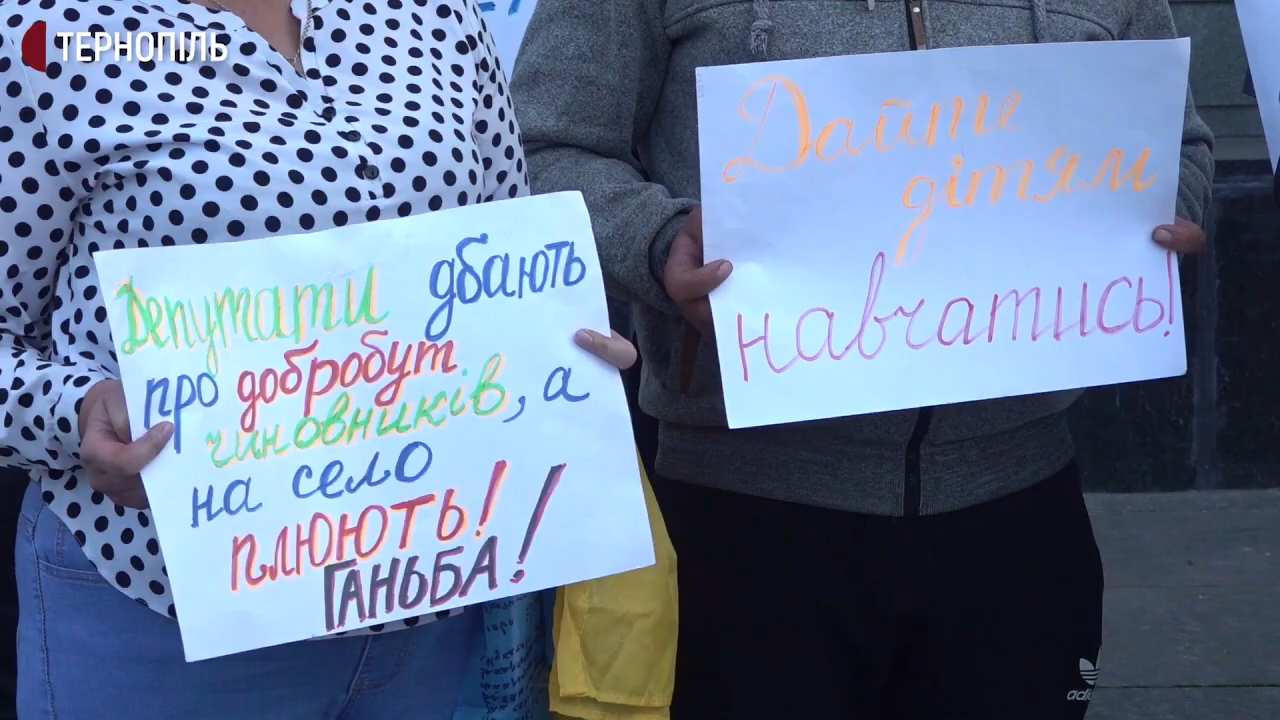 ТЕРНОПІЛЬ
Депутати дбають
про добробут
чиновників, а
на село
плюють!
Ганьба!
Дайте
дітям
навчатись!